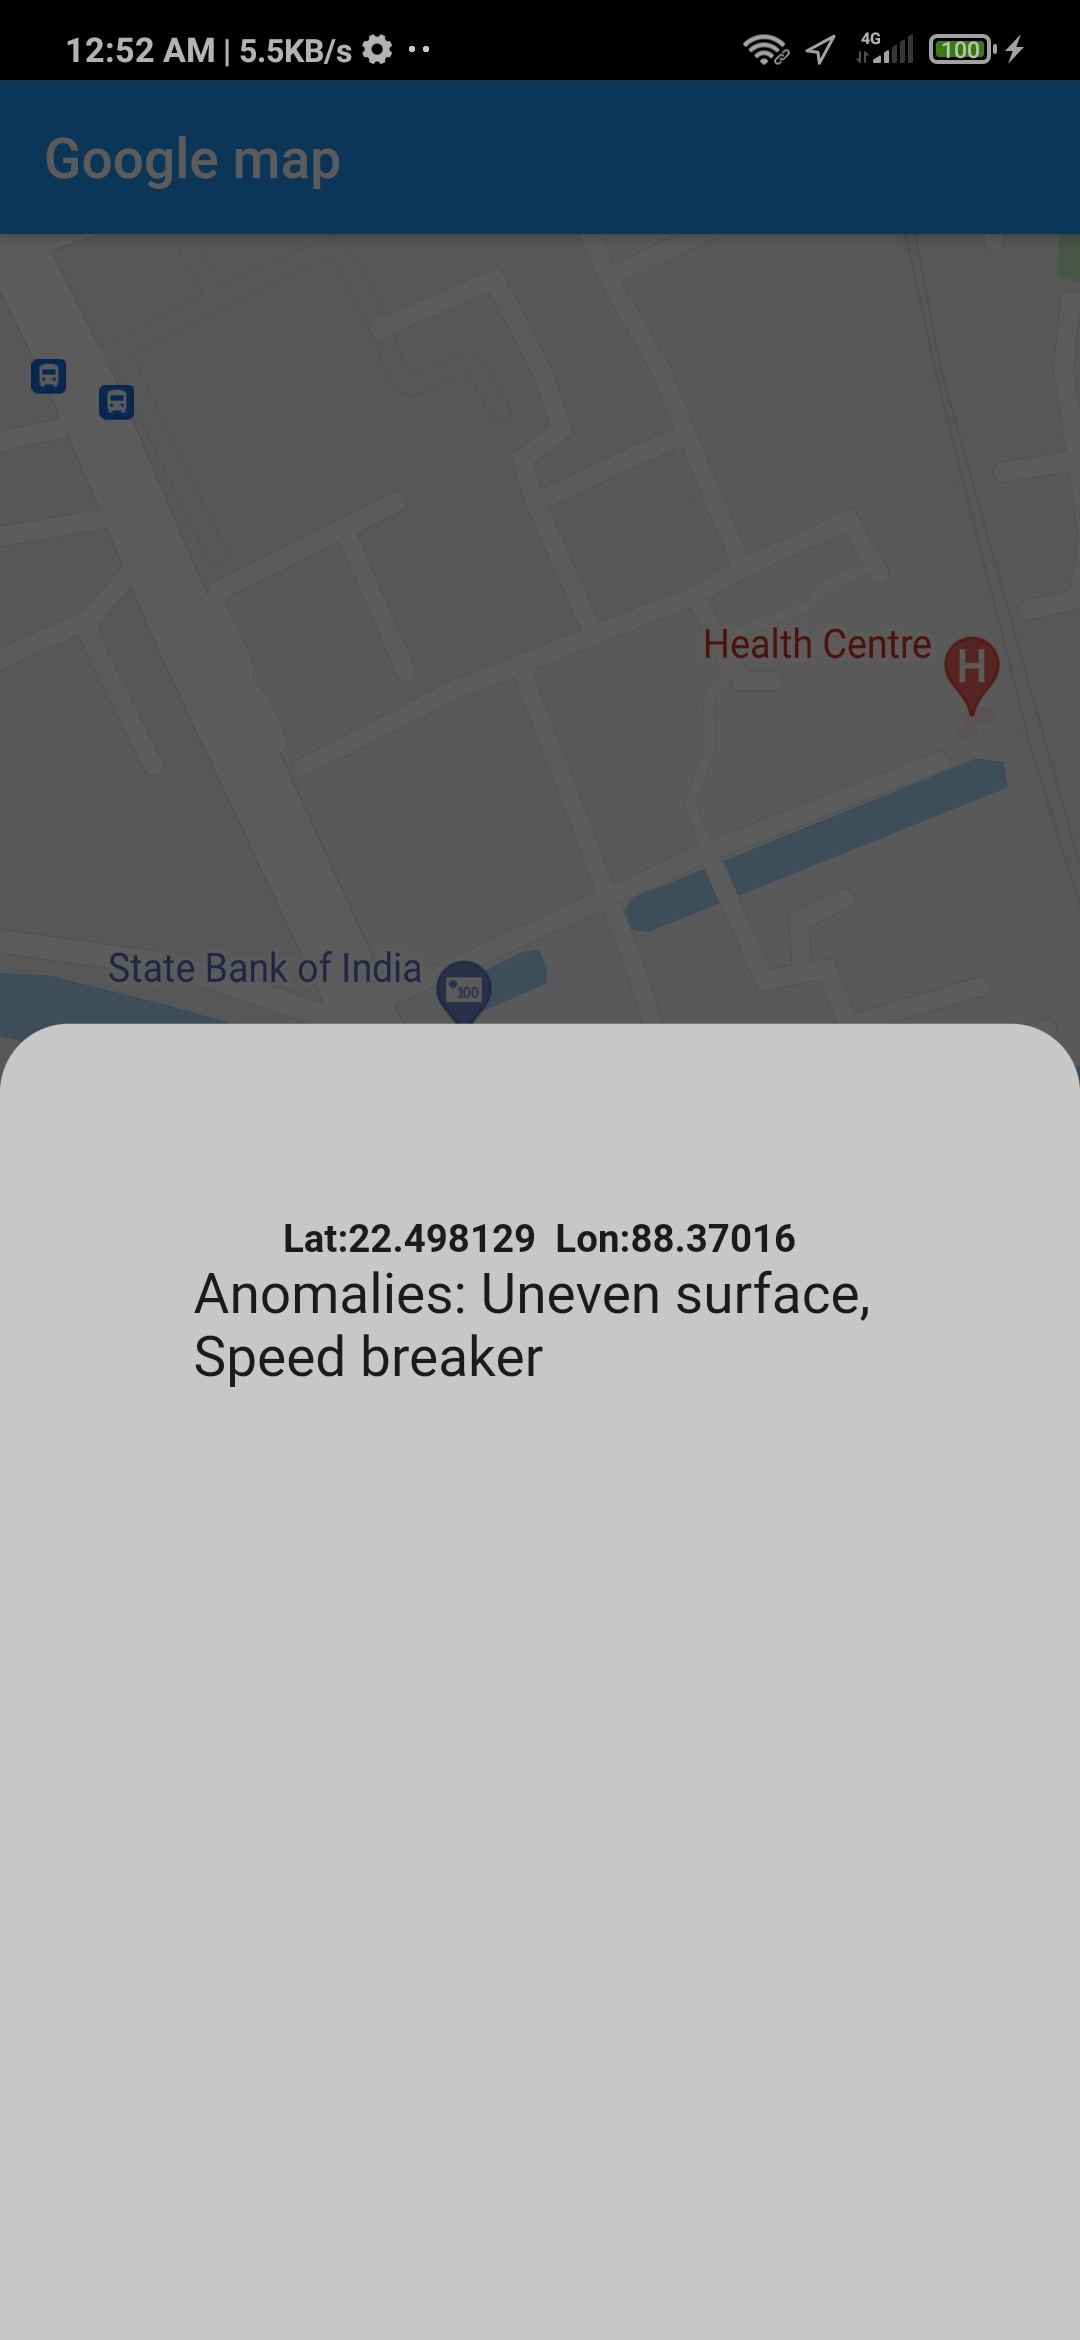 12:52 AM | 5.5KB/s
4G
100
Google map
Health Centre
H
State Bank of India
100
Lat:22.498129 Lon:88.37016
Anomalies: Uneven surface,
Speed breaker